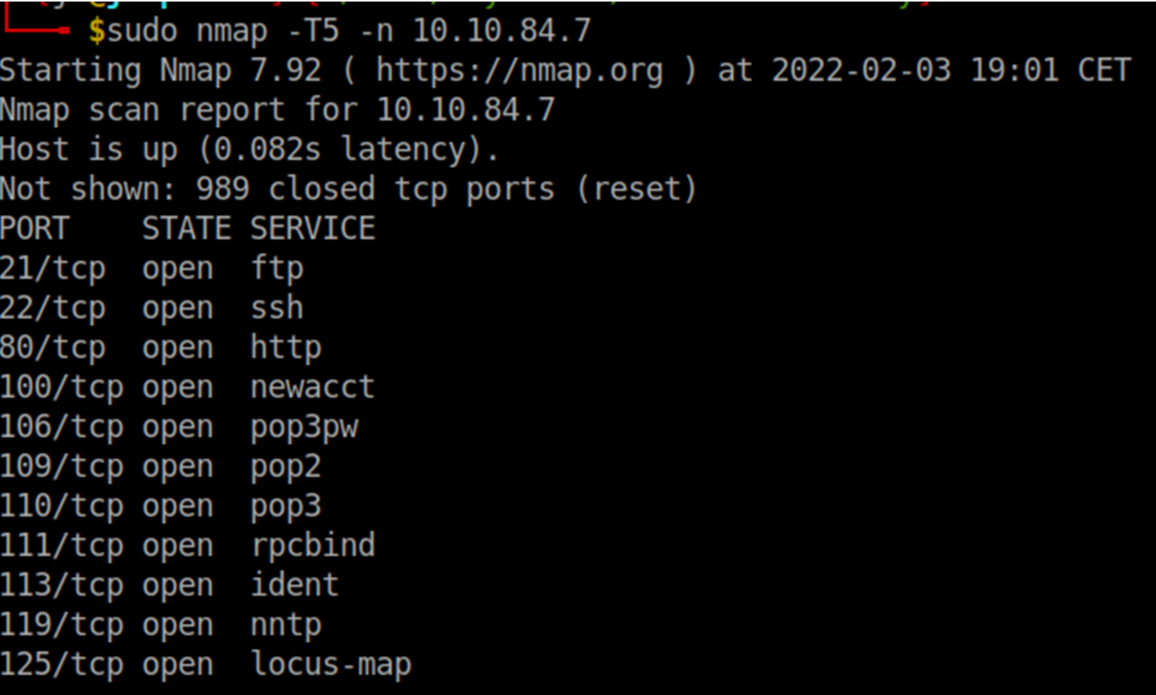 $sudo nmap -T5 -n 10.10.84.7
Starting Nmap 7.92 ( https://nmap.org ) at 2022-02-03 19:01 CET
Nmap scan report for 10.10.84.7
Host is up (0.082s latency).
Not shown: 989 closed tcp ports (reset)
PORT    STATE SERVICE
21/tcp  open  ftp
22/tcp  open  ssh
80/tcp  open  http
100/tcp open  newacct
106/tcp open  pop3pw
109/tcp open  pop2
110/tcp open  pop3
111/tcp open  rpcbind
113/tcp open  ident
119/tcp open  nntp
125/tcp open  locus-map